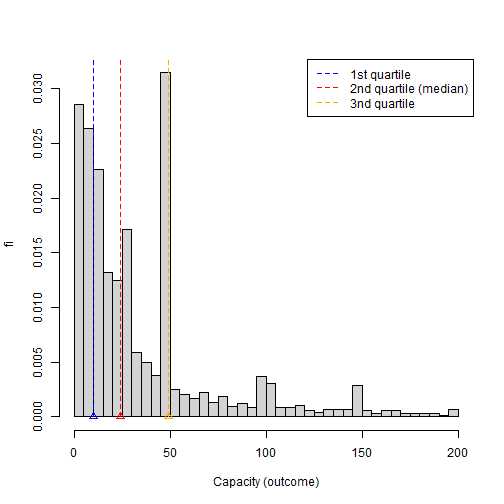 1st quartile
2nd quartile (median)
3rd quartile
fi
0.030
0.025
0.020
0.015
0.010
0.005
0.000
0 50 100 150 200
Capacity (outcome)